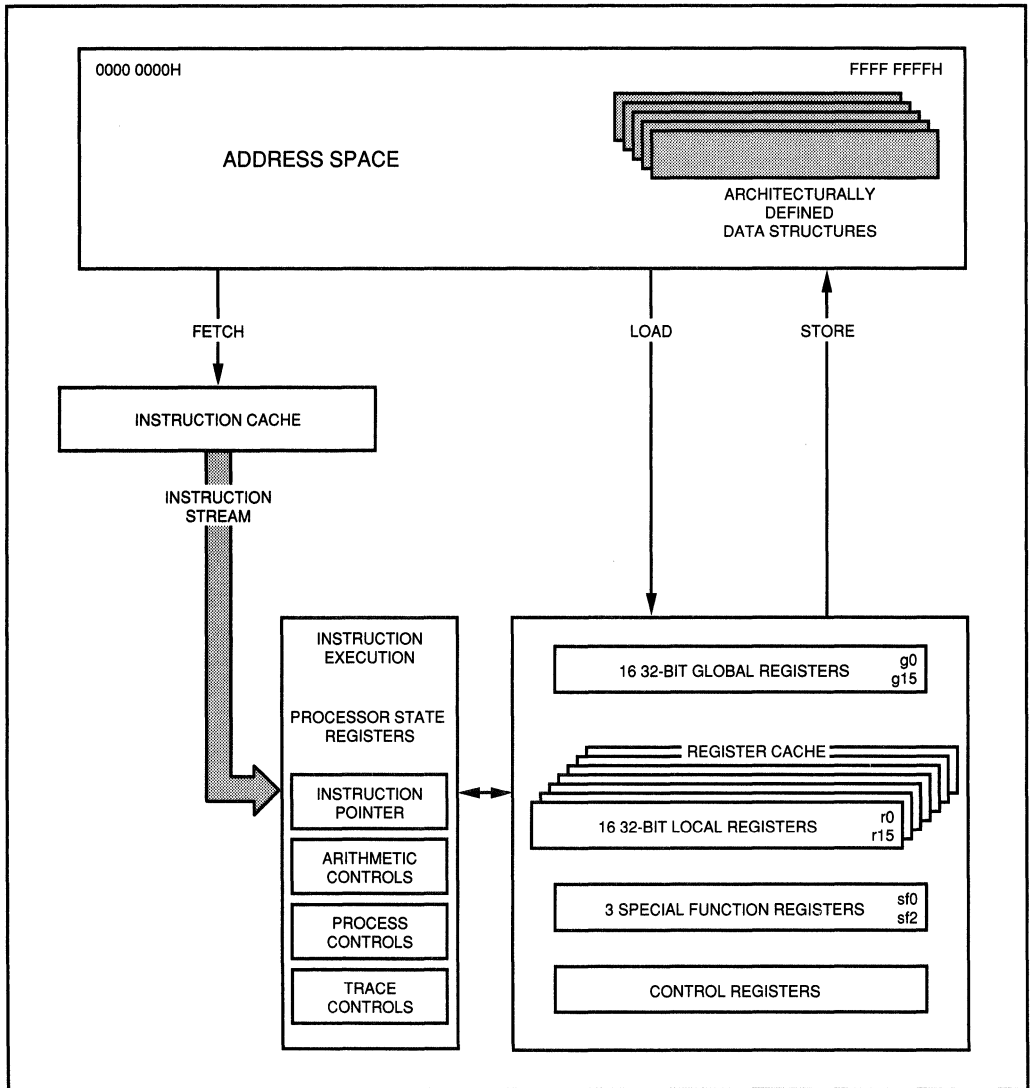 0000 0000H
FFFF FFFFH
ADDRESS SPACE
ARCHITECTURALLY
DEFINED
DATA STRUCTURES
FETCH
LOAD
STORE
INSTRUCTION CACHE
INSTRUCTION
STREAM
INSTRUCTION
EXECUTION
PROCESSOR STATE
REGISTERS
INSTRUCTION
POINTER
ARITHMETIC
CONTROLS
PROCESS
CONTROLS
TRACE
CONTROLS
16 32-BIT GLOBAL REGISTERS
g0
g15
REGISTER CACHE
16 32-BIT LOCAL REGISTERS
r0
r15
3 SPECIAL FUNCTION REGISTERS
sf0
sf2
CONTROL REGISTERS